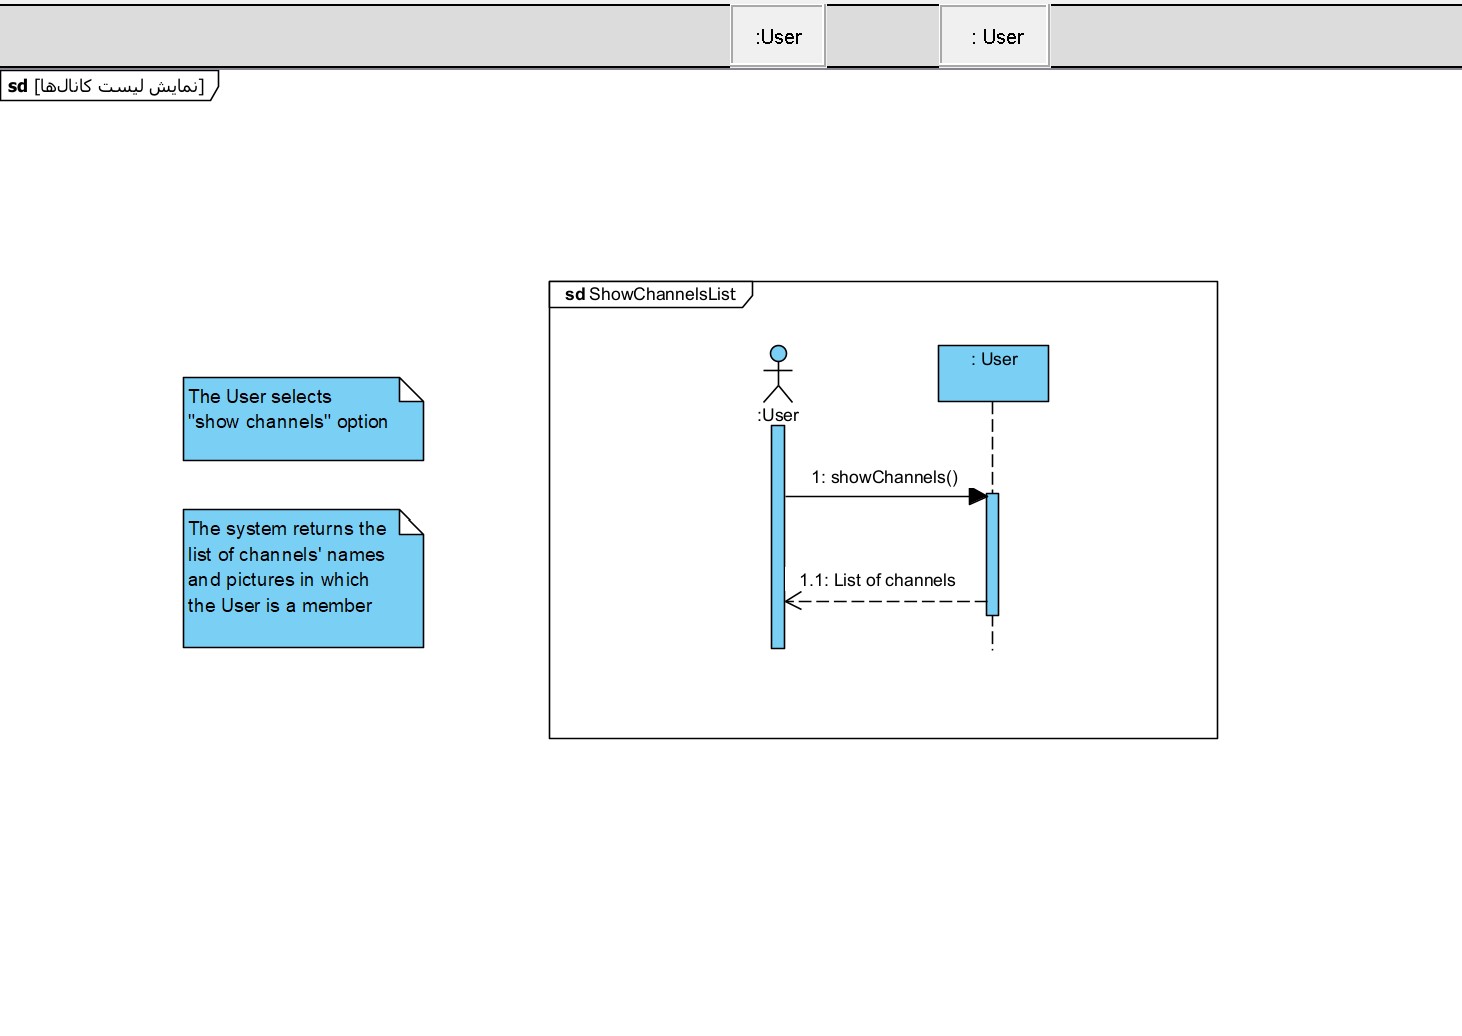 :User
: User
sd [نمایش لیست کانال‌ها]
sd ShowChannelsList
: User
The User selects
"show channels" option
:User
1: showChannels()
The system returns the
list of channels' names
and pictures in which
the User is a member
1.1: List of channels